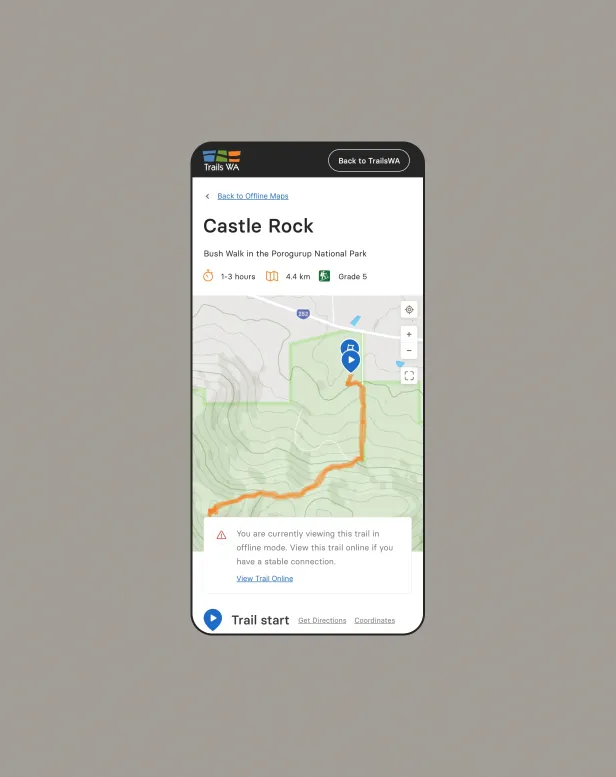 Trails WA
Back to TrailsWA
Back to Offline Maps
Castle Rock
Bush Walk in the Porogurup National Park
1-3 hours
4.4 km
Grade 5
252
You are currently viewing this trail in
offline mode. View this trail online if you
have a stable connection.
View Trail Online
Trail start
Get Directions
Coordinates